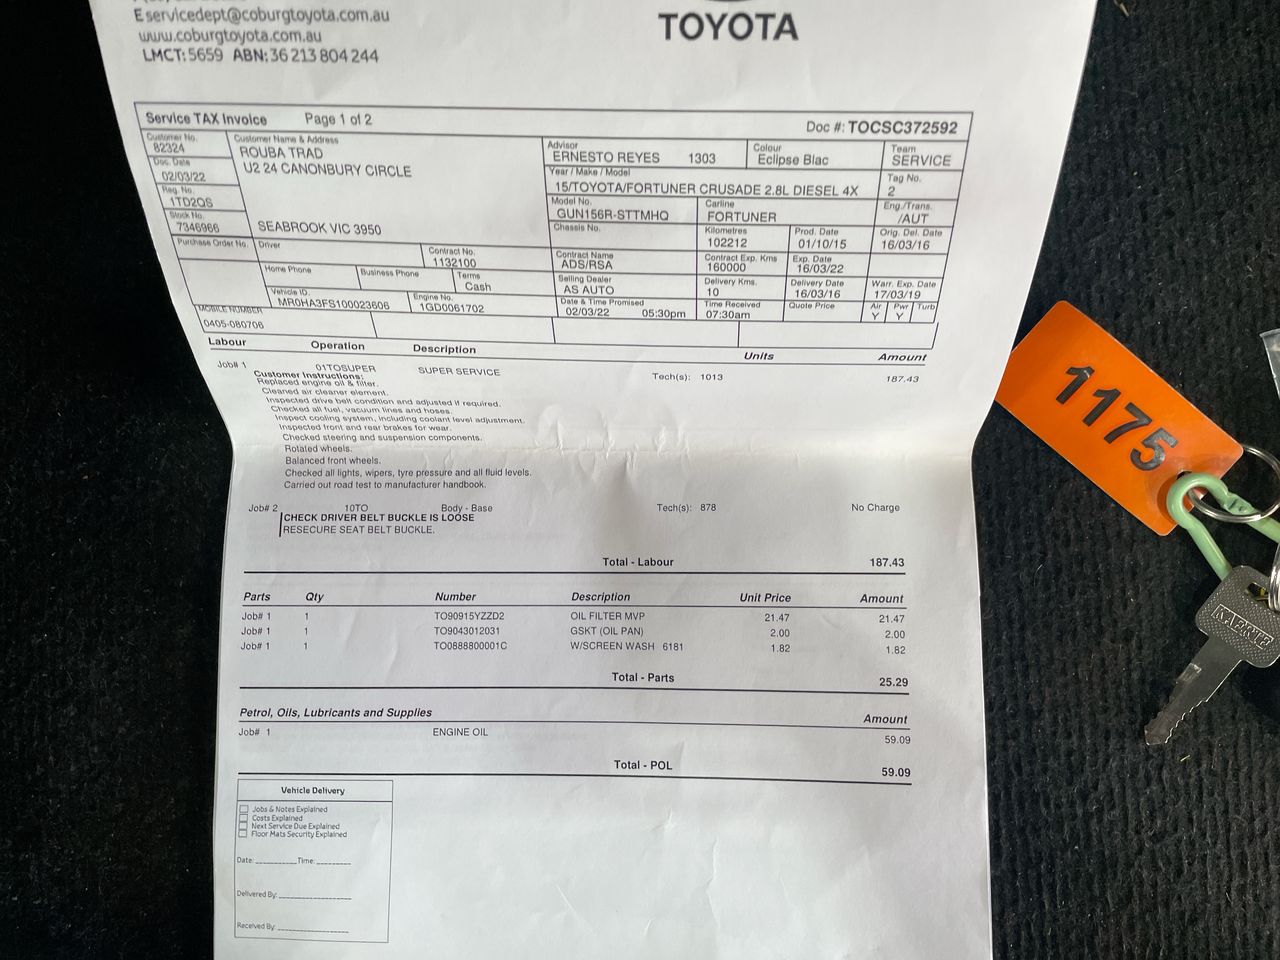 Eservicedept@coburgtoyota.com.au
www.coburgtoyota.com.au
LMCT: 5659 ABN: 36 213 804 244
TOYOTA
Service TAX Invoice Page 1 of 2 Doc #: TOCSC372592
Customer No. 82324
Customer Name & Address
ROUBA TRAD
U2 24 CANONBURY CIRCLE
SEABROOK VIC 3950
Doc. Date 02/03/22
Reg. No. 1TD2QS
Stock No. 7346966
Purchase Order No.
Driver
Contract No. 1132100
Home Phone
Business Phone
Terms Cash
Vehicle ID. MR0HA3FS100023606
Engine No. 1GD0061702
MOBILE NUMBER
0405-080706
Advisor ERNESTO REYES 1303
Colour Eclipse Blac
Team SERVICE
Year / Make / Model
15/TOYOTA/FORTUNER CRUSADE 2.8L DIESEL 4X
Tag No. 2
Model No. GUN156R-STTMHQ
Carline FORTUNER
Eng./Trans. /AUT
Chassis No.
Kilometres 102212
Prod. Date 01/10/15
Orig. Del. Date 16/03/16
Contract Name ADS/RSA
Contract Exp. Kms 160000
Exp. Date 16/03/22
Selling Dealer AS AUTO
Delivery Kms. 10
Delivery Date 16/03/16
Warr. Exp. Date 17/03/19
Date & Time Promised 02/03/22 05:30pm
Time Received 07:30am
Quote Price
Air Y Pwr Y Turb
Labour Operation Description Units Amount
Job# 1 01TOSUPER SUPER SERVICE Tech(s): 1013 187.43
Customer Instructions:
Replaced engine oil & filter.
Cleaned air cleaner element.
Inspected drive belt condition and adjusted if required.
Checked all fuel, vacuum lines and hoses.
Inspect cooling system, including coolant level adjustment.
Inspected front and rear brakes for wear.
Checked steering and suspension components.
Rotated wheels.
Balanced front wheels.
Checked all lights, wipers, tyre pressure and all fluid levels.
Carried out road test to manufacturer handbook.
Job# 2 10TO Body - Base Tech(s): 878 No Charge
CHECK DRIVER BELT BUCKLE IS LOOSE
RESECURE SEAT BELT BUCKLE.
Total - Labour 187.43
Parts Qty Number Description Unit Price Amount
Job# 1 1 TO90915YZZD2 OIL FILTER MVP 21.47 21.47
Job# 1 1 TO9043012031 GSKT (OIL PAN) 2.00 2.00
Job# 1 1 TO0888800001C W/SCREEN WASH 6181 1.82 1.82
Total - Parts 25.29
Petrol, Oils, Lubricants and Supplies Amount
Job# 1 ENGINE OIL 59.09
Total - POL 59.09
Vehicle Delivery
Jobs & Notes Explained
Costs Explained
Next Service Due Explained
Floor Mats Security Explained
Date: Time:
Delivered By:
Received By:
1175